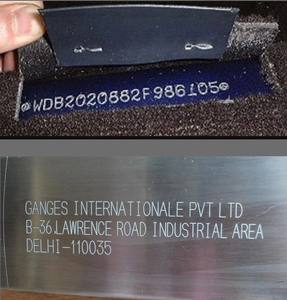 WDB2020882F986105
GANGES INTERNATIONALE PVT LTD
B-36,LAWRENCE ROAD INDUSTRIAL AREA
DELHI-110035